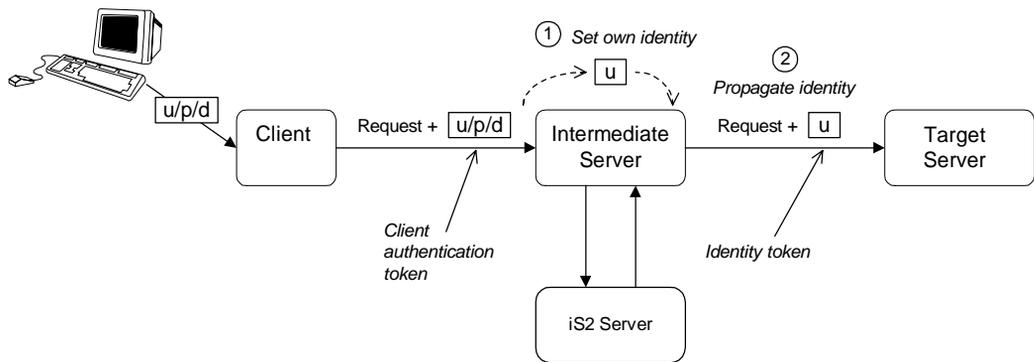 1 Set own identity
u
2
Propagate identity
u/p/d
Client
Request + u/p/d
Intermediate
Server
Request + u
Target
Server
Client
authentication
token
Identity token
iS2 Server